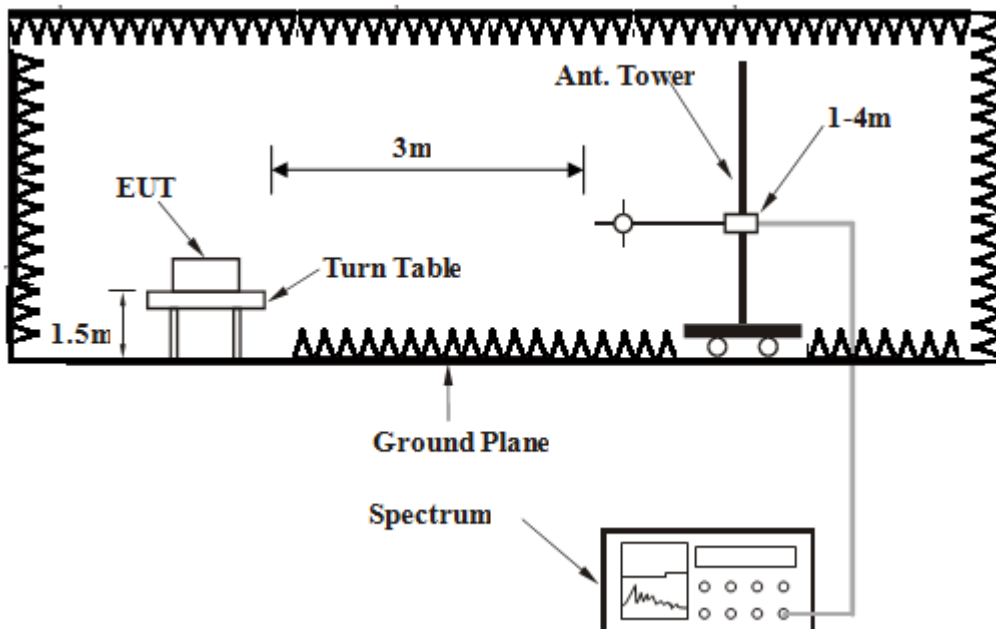 Ant. Tower
1-4m
3m
EUT
Turn Table
1.5m
Ground Plane
Spectrum